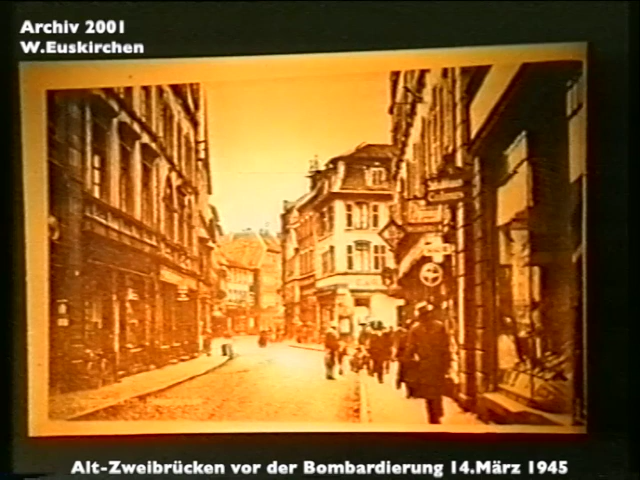 Archiv 2001
W.Euskirchen
Alt-Zweibrücken vor der Bombardierung 14.März 1945